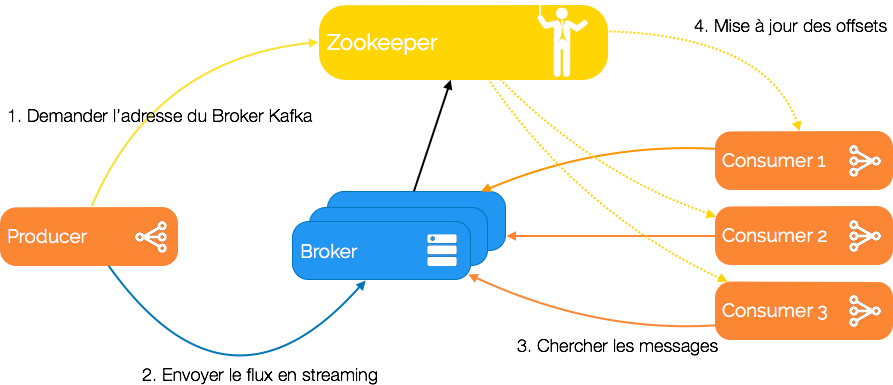 4. Mise à jour des offsets
Zookeeper
1. Demander l'adresse du Broker Kafka
Consumer 1
Producer
Broker
Consumer 2
Consumer 3
3. Chercher les messages
2. Envoyer le flux en streaming